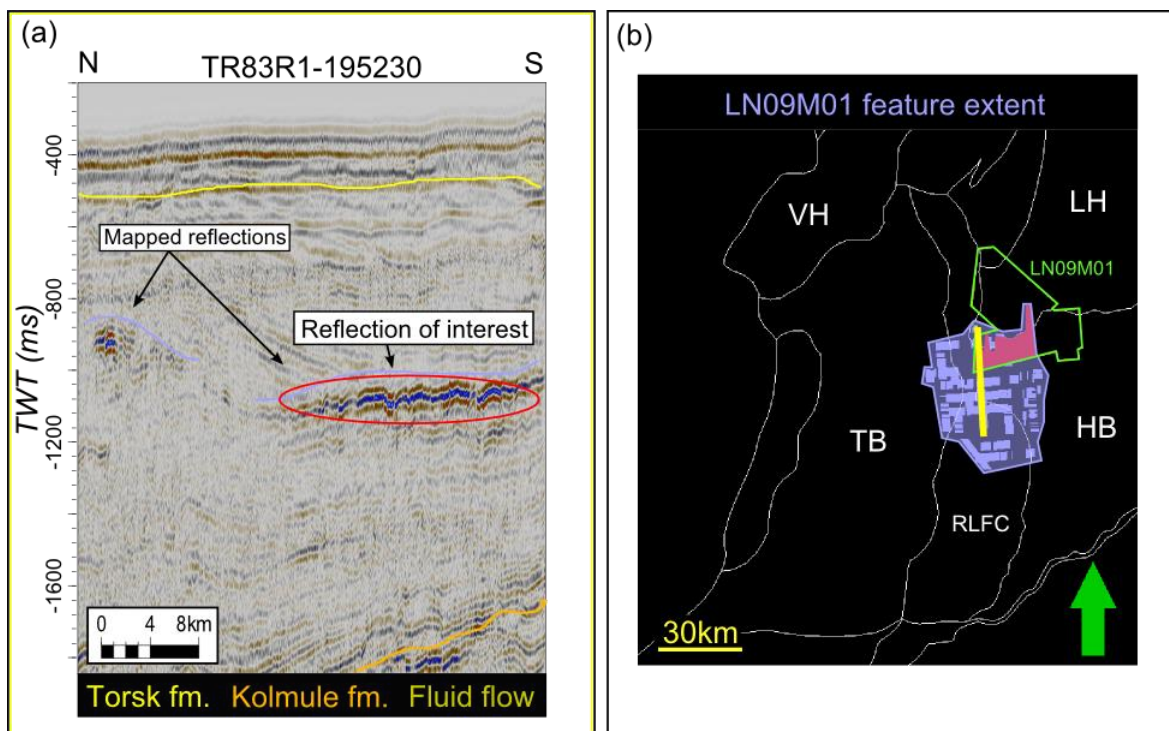 (a)
N TR83R1-195230 S
-400
-800
-1200
-1600
TWT (ms)
Mapped reflections
Reflection of interest
0 4 8km
Torsk fm. Kolmule fm. Fluid flow
(b)
LN09M01 feature extent
VH
LH
LN09M01
TB
HB
RLFC
30km